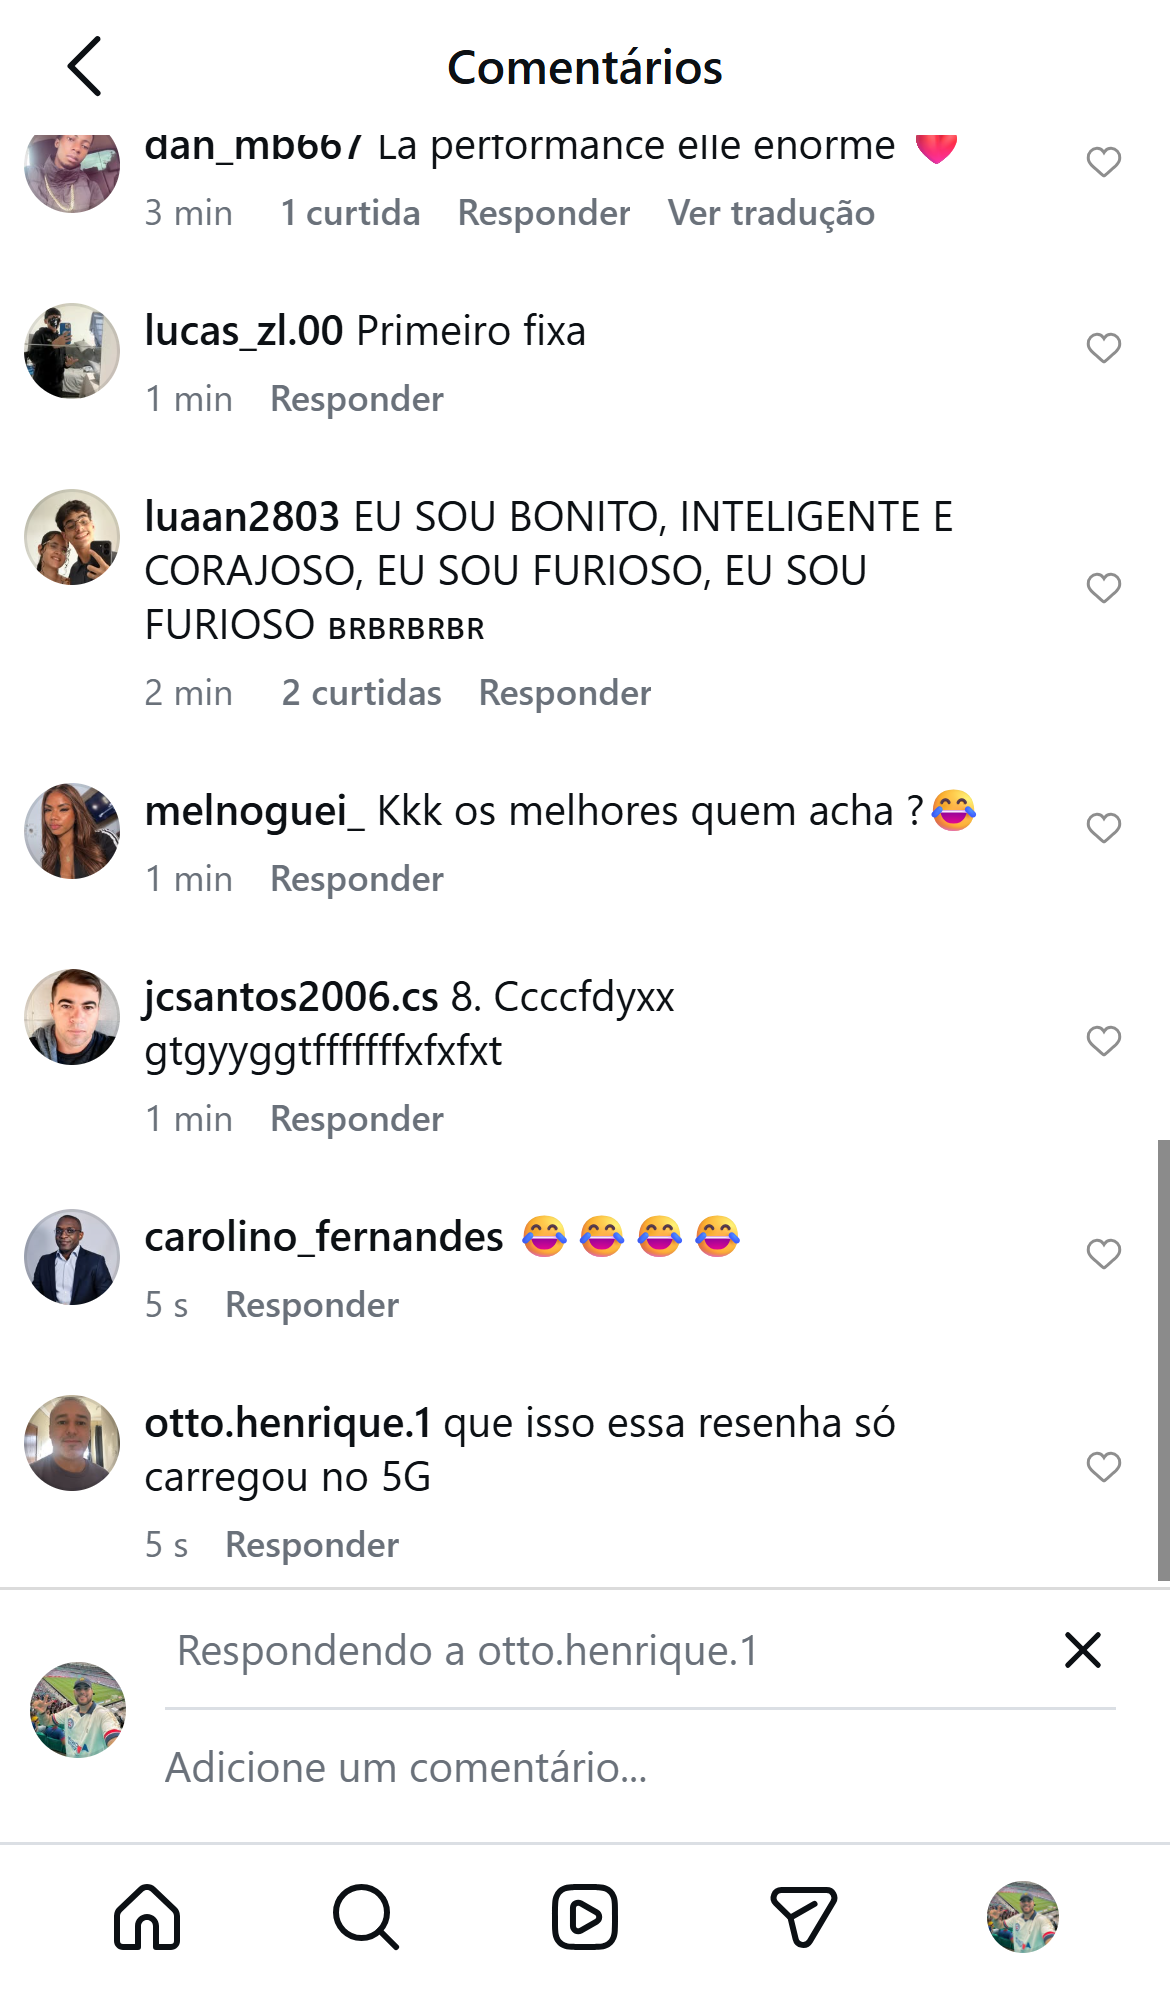 Comentários
dan_mb667 La performance elle enorme ❤️
3 min 1 curtida Responder Ver tradução
lucas_zl.00 Primeiro fixa
1 min Responder
luaan2803 EU SOU BONITO, INTELIGENTE E
CORAJOSO, EU SOU FURIOSO, EU SOU
FURIOSO ʙʀʙʀʙʀʙʀ
2 min 2 curtidas Responder
melnoguei_ Kkk os melhores quem acha ?😂
1 min Responder
jcsantos2006.cs 8. Ccccfdyxx
gtgyyggtfffffffxfxfxt
1 min Responder
carolino_fernandes 😂😂😂😂
5 s Responder
otto.henrique.1 que isso essa resenha só
carregou no 5G
5 s Responder
Respondendo a otto.henrique.1
Adicione um comentário...